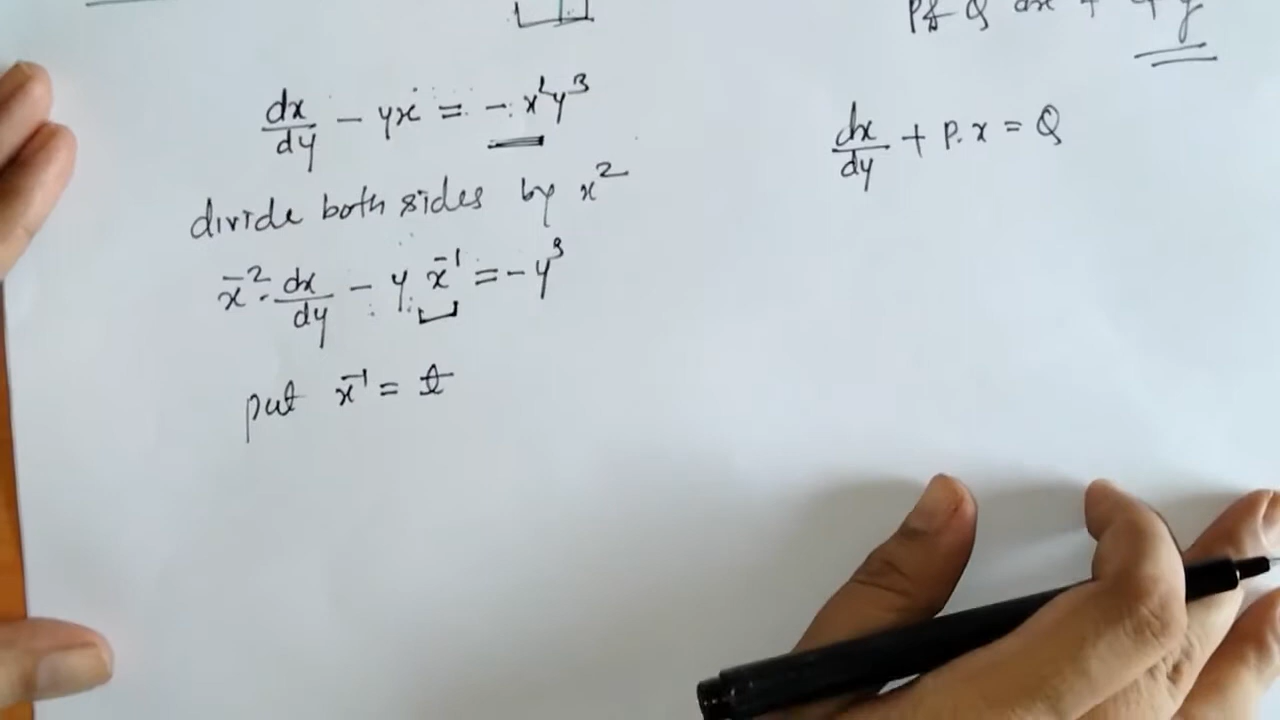 dx/dy - yx = - x²y³
dx/dy + P.x = Q
divide both sides by x²
x⁻² . dx/dy - y x⁻¹ = - y³
put x⁻¹ = t